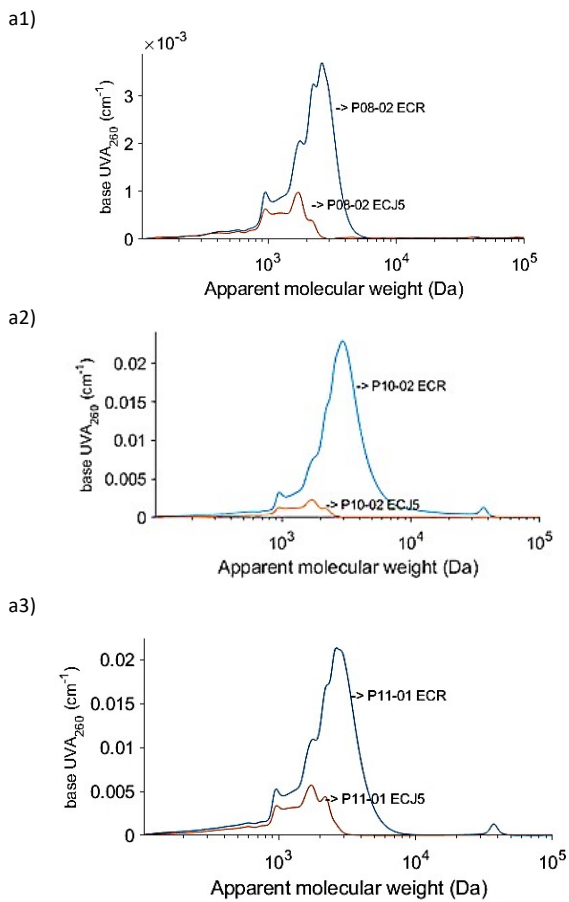 a1)
×10⁻³
base UVA₂₆₀ (cm⁻¹)
3
2
1
0
-> P08-02 ECR
-> P08-02 ECJ5
10³
10⁴
10⁵
Apparent molecular weight (Da)
a2)
base UVA₂₆₀ (cm⁻¹)
0.02
0.015
0.01
0.005
0
-> P10-02 ECR
-> P10-02 ECJ5
10³
10⁴
10⁵
Apparent molecular weight (Da)
a3)
base UVA₂₆₀ (cm⁻¹)
0.02
0.015
0.01
0.005
0
-> P11-01 ECR
-> P11-01 ECJ5
10³
10⁴
10⁵
Apparent molecular weight (Da)